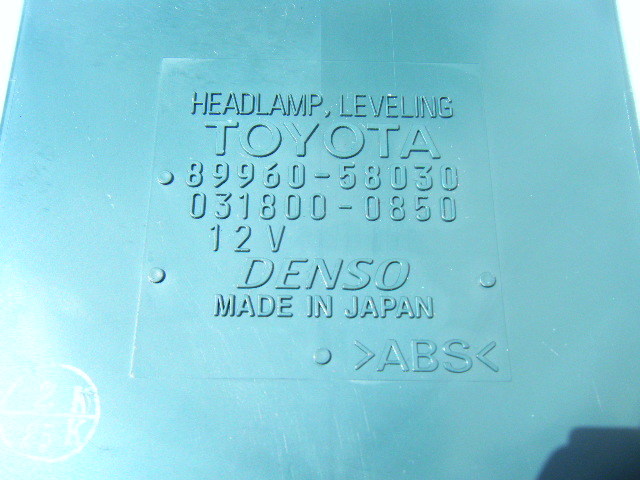 HEADLAMP, LEVELING
TOYOTA
89960-58030
031800-0850
12V
DENSO
MADE IN JAPAN
>ABS<